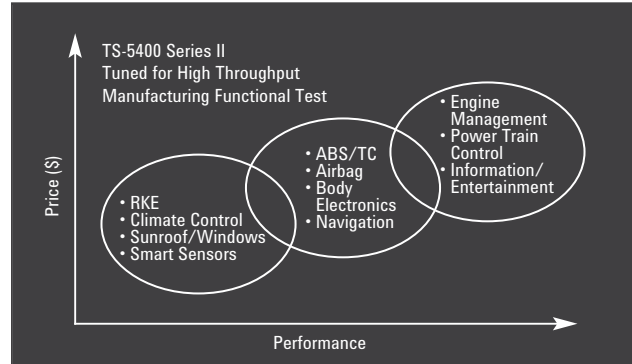 TS-5400 Series II
Tuned for High Throughput
Manufacturing Functional Test
• Engine
Management
• Power Train
Control
• Information/
Entertainment
• ABS/TC
• Airbag
• Body
Electronics
• Navigation
• RKE
• Climate Control
• Sunroof/Windows
• Smart Sensors
Price ($)
Performance